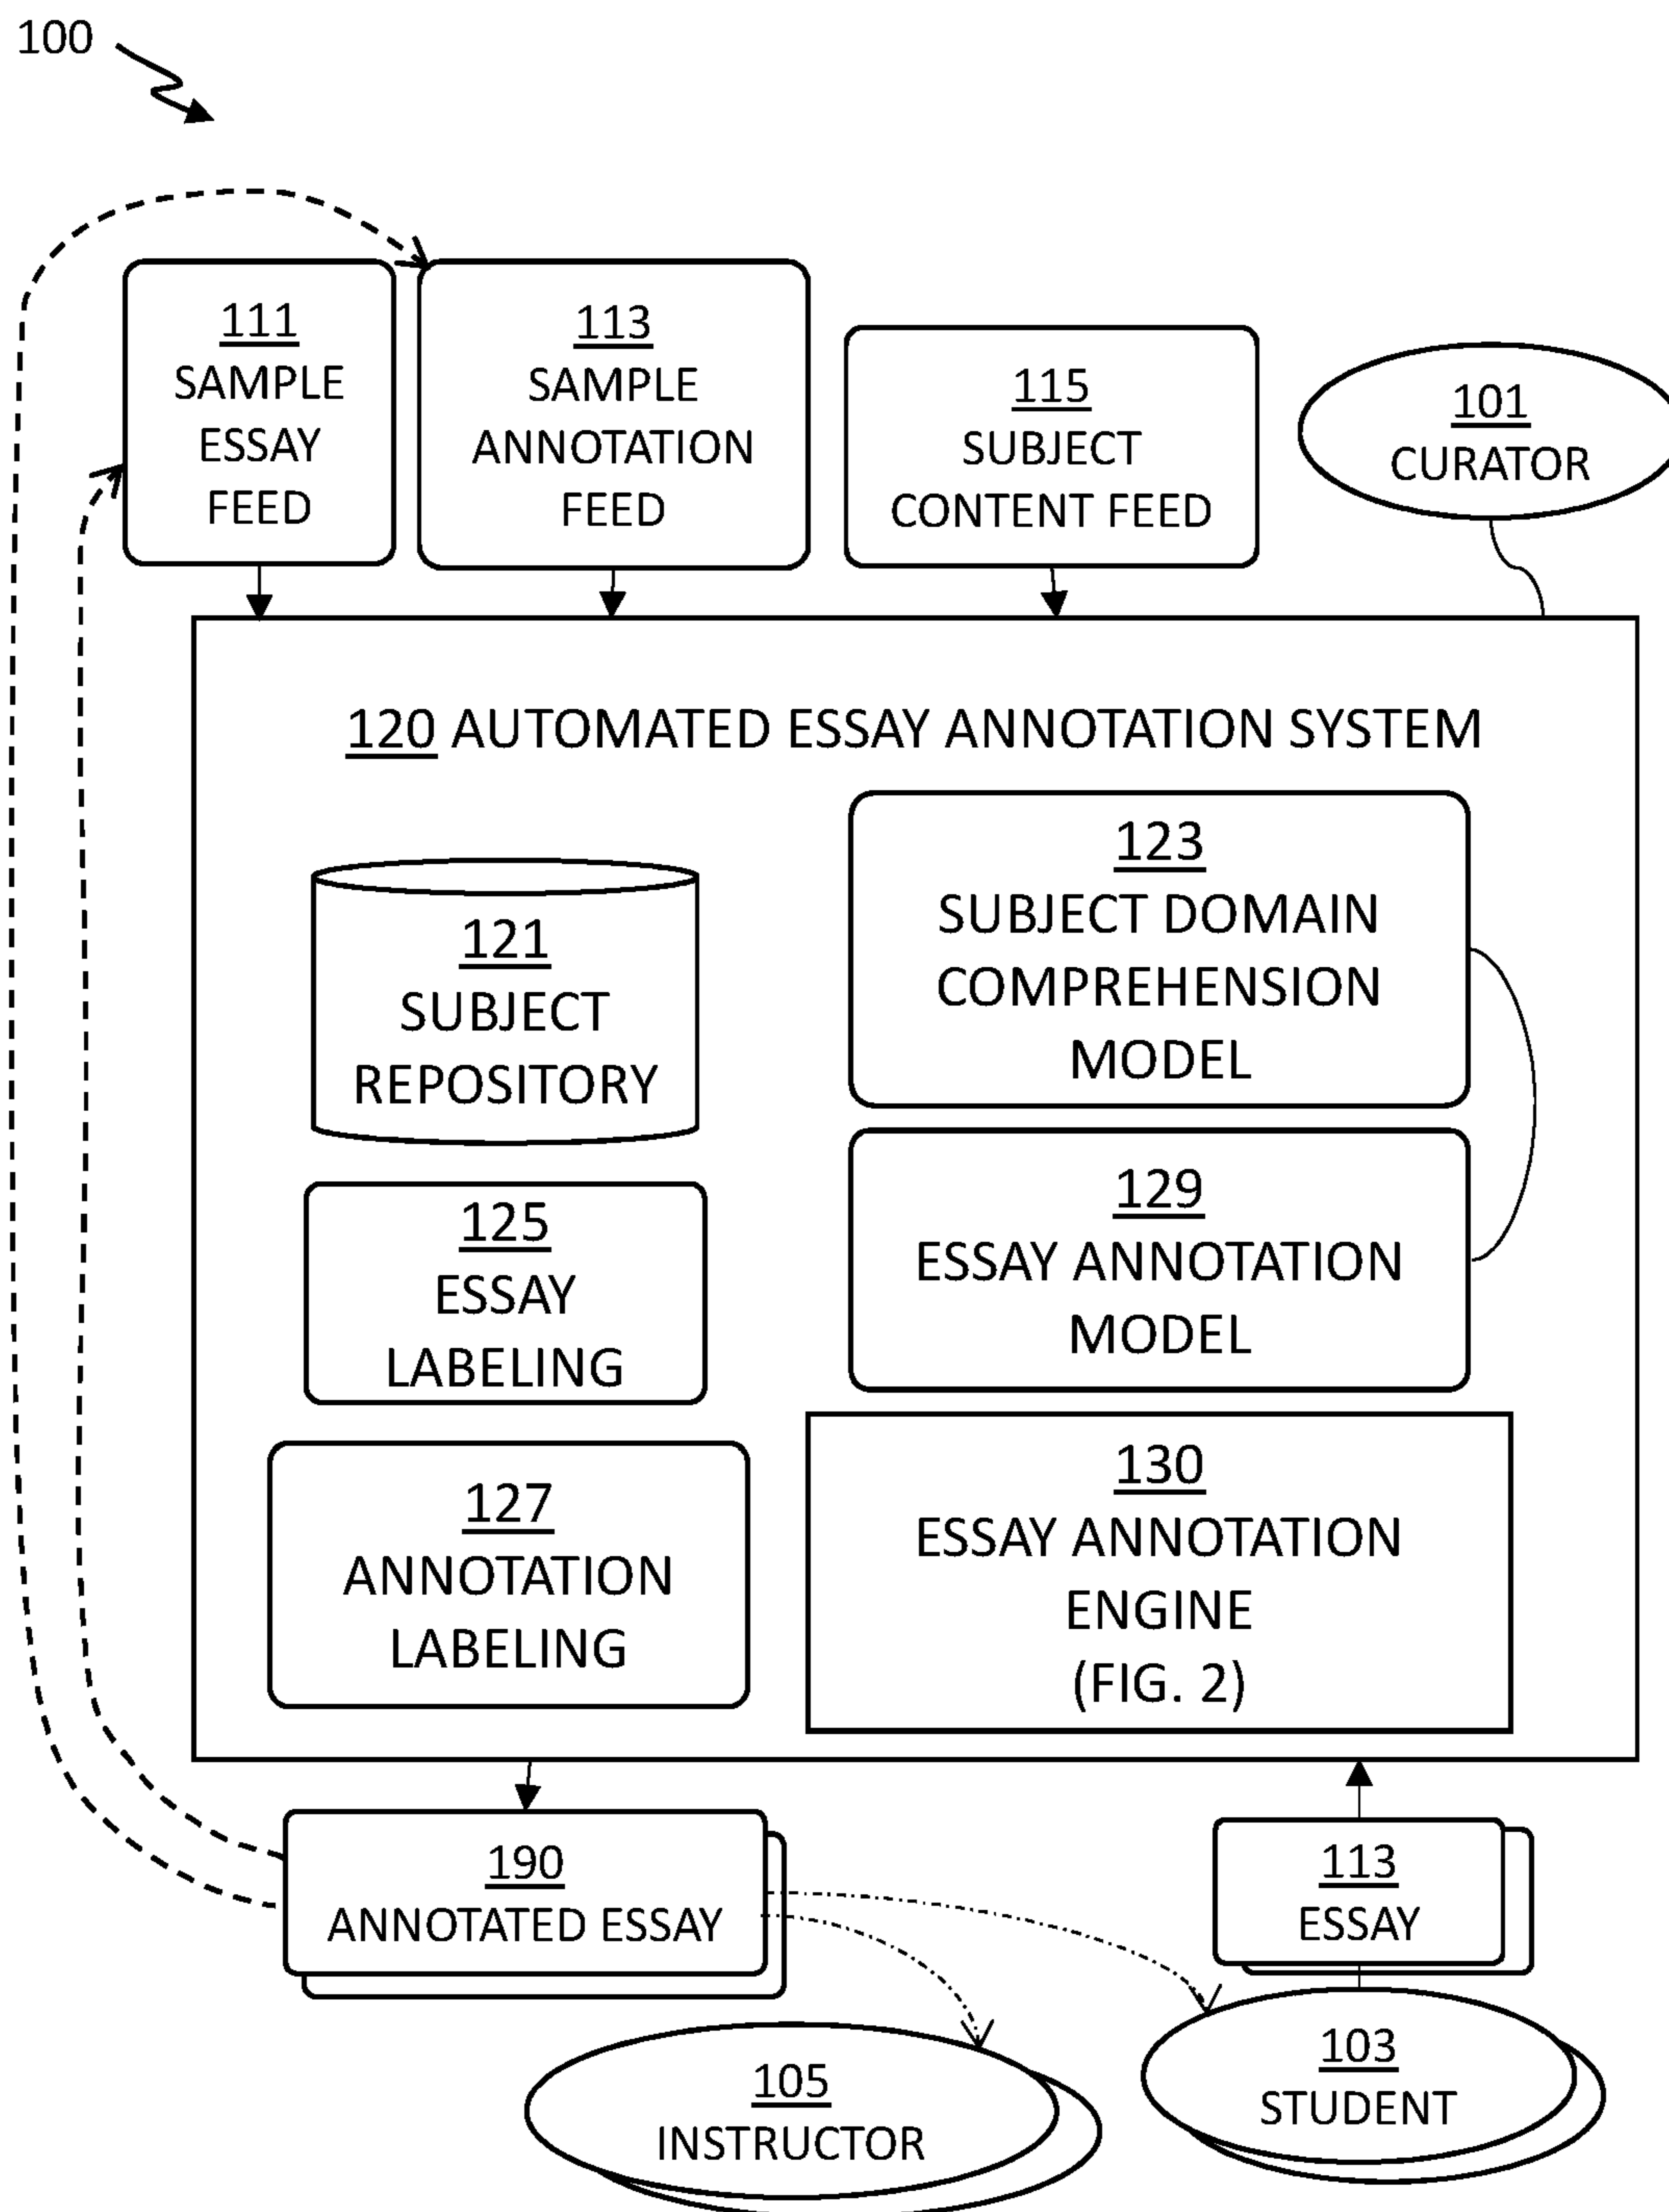 100
111
SAMPLE
ESSAY
FEED
113
SAMPLE
ANNOTATION
FEED
115
SUBJECT
CONTENT FEED
101
CURATOR
120 AUTOMATED ESSAY ANNOTATION SYSTEM
121
SUBJECT
REPOSITORY
123
SUBJECT DOMAIN
COMPREHENSION
MODEL
125
ESSAY
LABELING
129
ESSAY ANNOTATION
MODEL
127
ANNOTATION
LABELING
130
ESSAY ANNOTATION
ENGINE
(FIG. 2)
190
ANNOTATED ESSAY
113
ESSAY
105
INSTRUCTOR
103
STUDENT